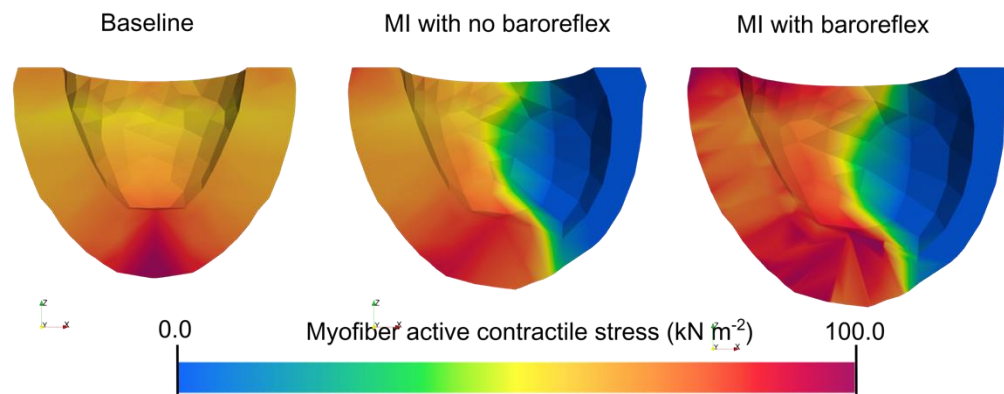 Baseline
MI with no baroreflex
MI with baroreflex
Z
Y X
Z
Y X
Z
Y X
0.0
Myofiber active contractile stress (kN m⁻²)
100.0